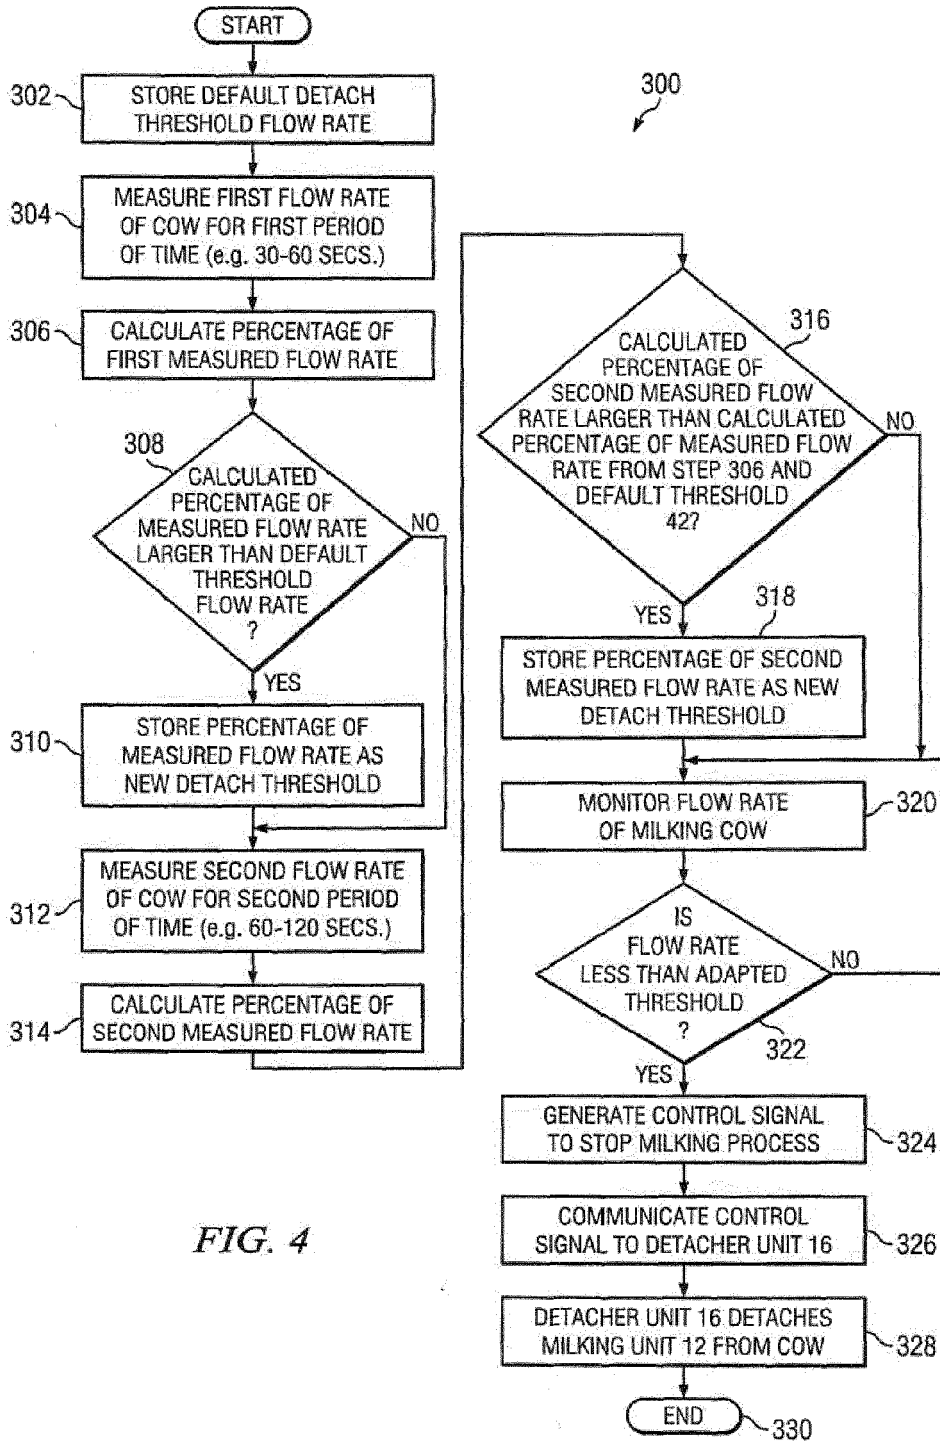 START
302
STORE DEFAULT DETACH
THRESHOLD FLOW RATE
300
304
MEASURE FIRST FLOW RATE
OF COW FOR FIRST PERIOD
OF TIME (e.g. 30-60 SECS.)
306
CALCULATE PERCENTAGE OF
FIRST MEASURED FLOW RATE
308
CALCULATED
PERCENTAGE OF
MEASURED FLOW RATE
LARGER THAN DEFAULT
THRESHOLD
FLOW RATE
?
NO
YES
310
STORE PERCENTAGE OF
MEASURED FLOW RATE AS
NEW DETACH THRESHOLD
312
MEASURE SECOND FLOW RATE
OF COW FOR SECOND PERIOD
OF TIME (e.g. 60-120 SECS.)
314
CALCULATE PERCENTAGE OF
SECOND MEASURED FLOW RATE
316
CALCULATED
PERCENTAGE OF
SECOND MEASURED FLOW
RATE LARGER THAN CALCULATED
PERCENTAGE OF MEASURED FLOW
RATE FROM STEP 306 AND
DEFAULT THRESHOLD
42?
NO
YES
318
STORE PERCENTAGE OF SECOND
MEASURED FLOW RATE AS NEW
DETACH THRESHOLD
MONITOR FLOW RATE
OF MILKING COW
320
IS
FLOW RATE
LESS THAN ADAPTED
THRESHOLD
?
NO
322
YES
GENERATE CONTROL SIGNAL
TO STOP MILKING PROCESS
324
COMMUNICATE CONTROL
SIGNAL TO DETACHER UNIT 16
326
DETACHER UNIT 16 DETACHES
MILKING UNIT 12 FROM COW
328
END
330
FIG. 4